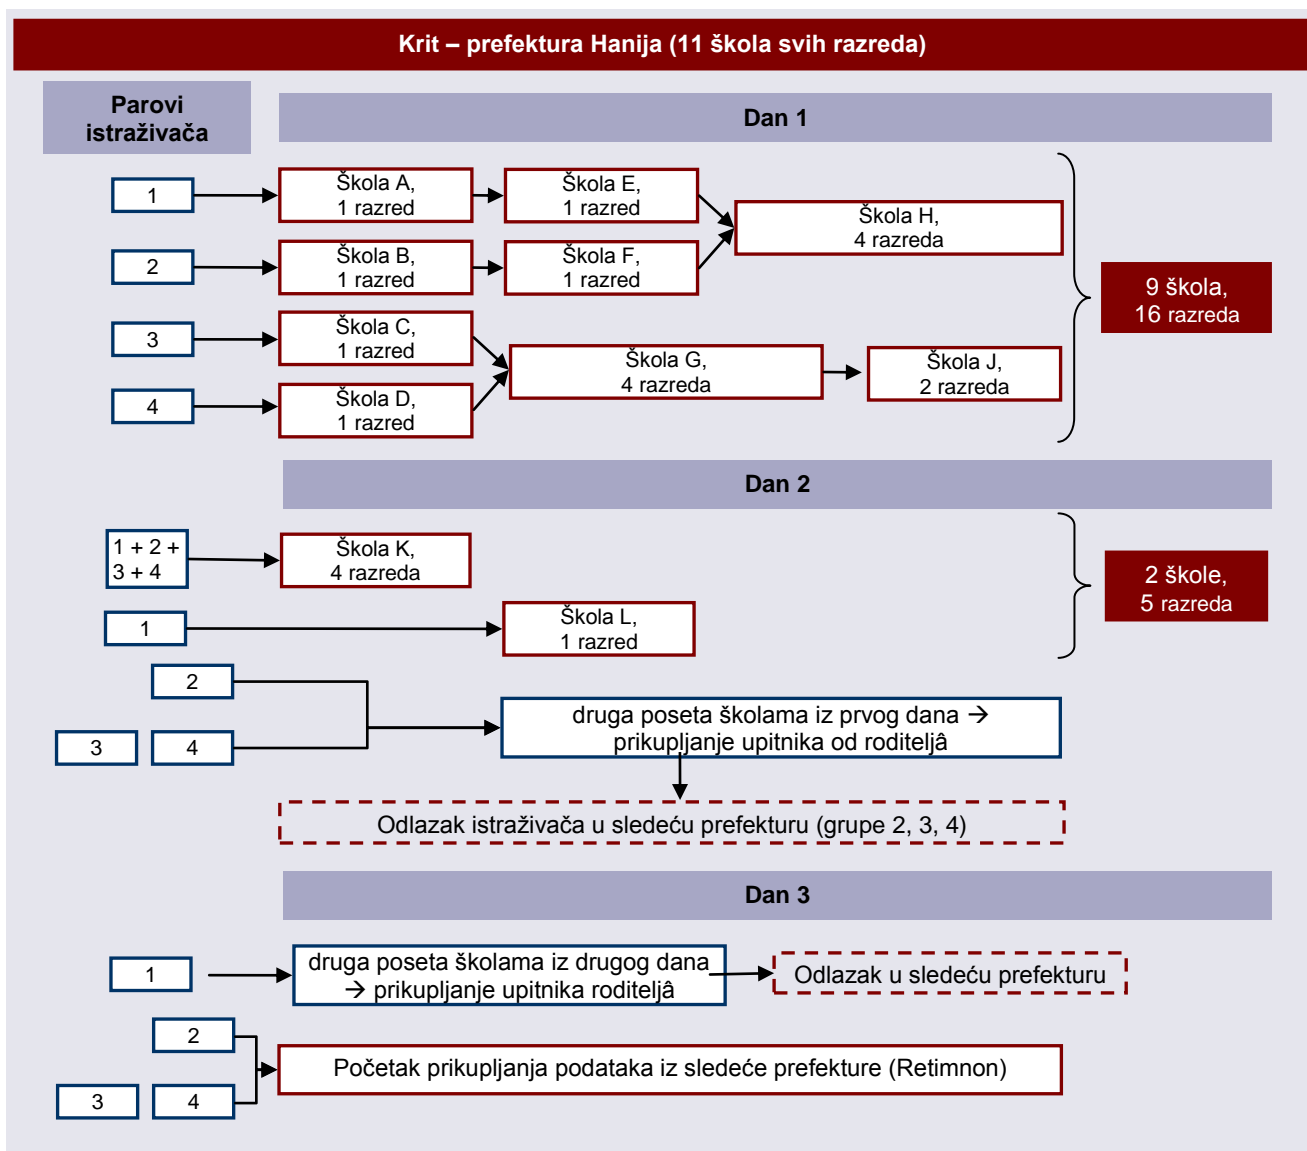 Krit – prefektura Hanija (11 škola svih razreda)
Parovi
istraživača
Dan 1
1
Škola A,
1 razred
Škola E,
1 razred
Škola H,
4 razreda
2
Škola B,
1 razred
Škola F,
1 razred
9 škola,
16 razreda
3
Škola C,
1 razred
Škola G,
4 razreda
Škola J,
2 razreda
4
Škola D,
1 razred
Dan 2
1 + 2 +
3 + 4
Škola K,
4 razreda
2 škole,
5 razreda
1
Škola L,
1 razred
2
3
4
druga poseta školama iz prvog dana →
prikupljanje upitnika od roditeljâ
Odlazak istraživača u sledeću prefekturu (grupe 2, 3, 4)
Dan 3
1
druga poseta školama iz drugog dana
→ prikupljanje upitnika roditeljâ
Odlazak u sledeću prefekturu
2
3
4
Početak prikupljanja podataka iz sledeće prefekture (Retimnon)